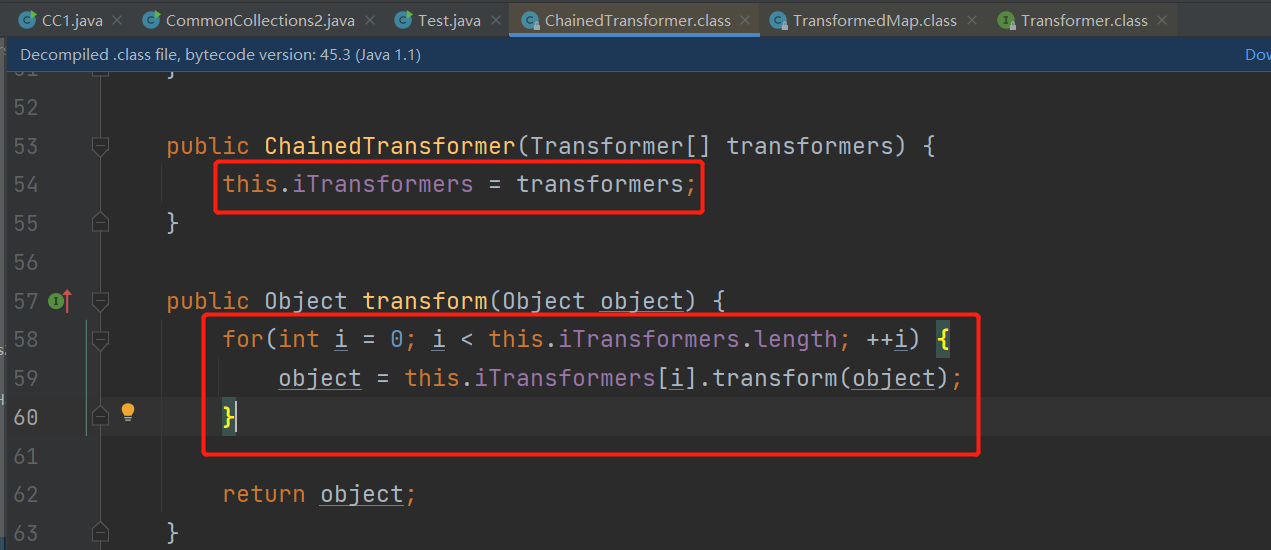 CC1.java CommonCollections2.java Test.java ChainedTransformer.class TransformedMap.class Transformer.class
Decompiled .class file, bytecode version: 45.3 (Java 1.1)
51 }
52
53 public ChainedTransformer(Transformer[] transformers) {
54 this.iTransformers = transformers;
55 }
56
57 public Object transform(Object object) {
58 for(int i = 0; i < this.iTransformers.length; ++i) {
59 object = this.iTransformers[i].transform(object);
60 }
61
62 return object;
63 }